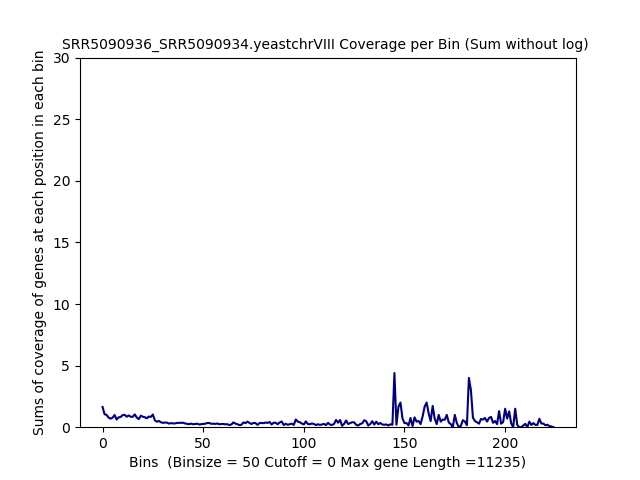 SRR5090936_SRR5090934.yeastchrVIII Coverage per Bin (Sum without log)
Sums of coverage of genes at each position in each bin
30
25
20
15
10
5
0
0 50 100 150 200
Bins  (Binsize = 50 Cutoff = 0 Max gene Length =11235)